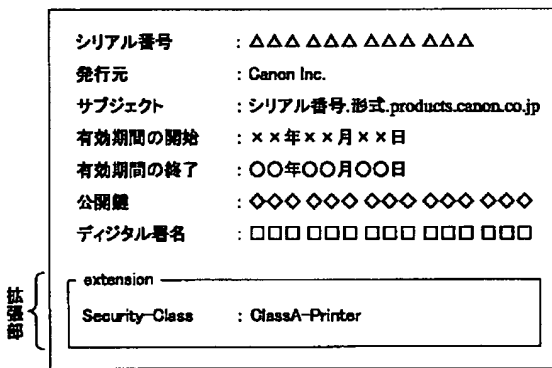 シリアル番号 : △△△ △△△ △△△ △△△
発行元 : Canon Inc.
サブジェクト : シリアル番号.形式.products.canon.co.jp
有効期間の開始 : ××年××月××日
有効期間の終了 : ○○年○○月○○日
公開鍵 : ◇◇◇ ◇◇◇ ◇◇◇ ◇◇◇ ◇◇◇
ディジタル署名 : □□□ □□□ □□□ □□□ □□□
拡張部
extension
Security-Class : ClassA-Printer